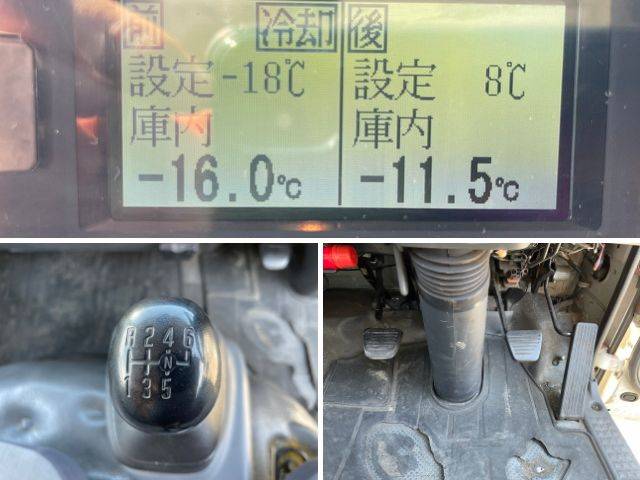 前 冷却 後
設定 -18℃ 設定 8℃
庫内 庫内
-16.0℃ -11.5℃
R 2 4 6
N
1 3 5